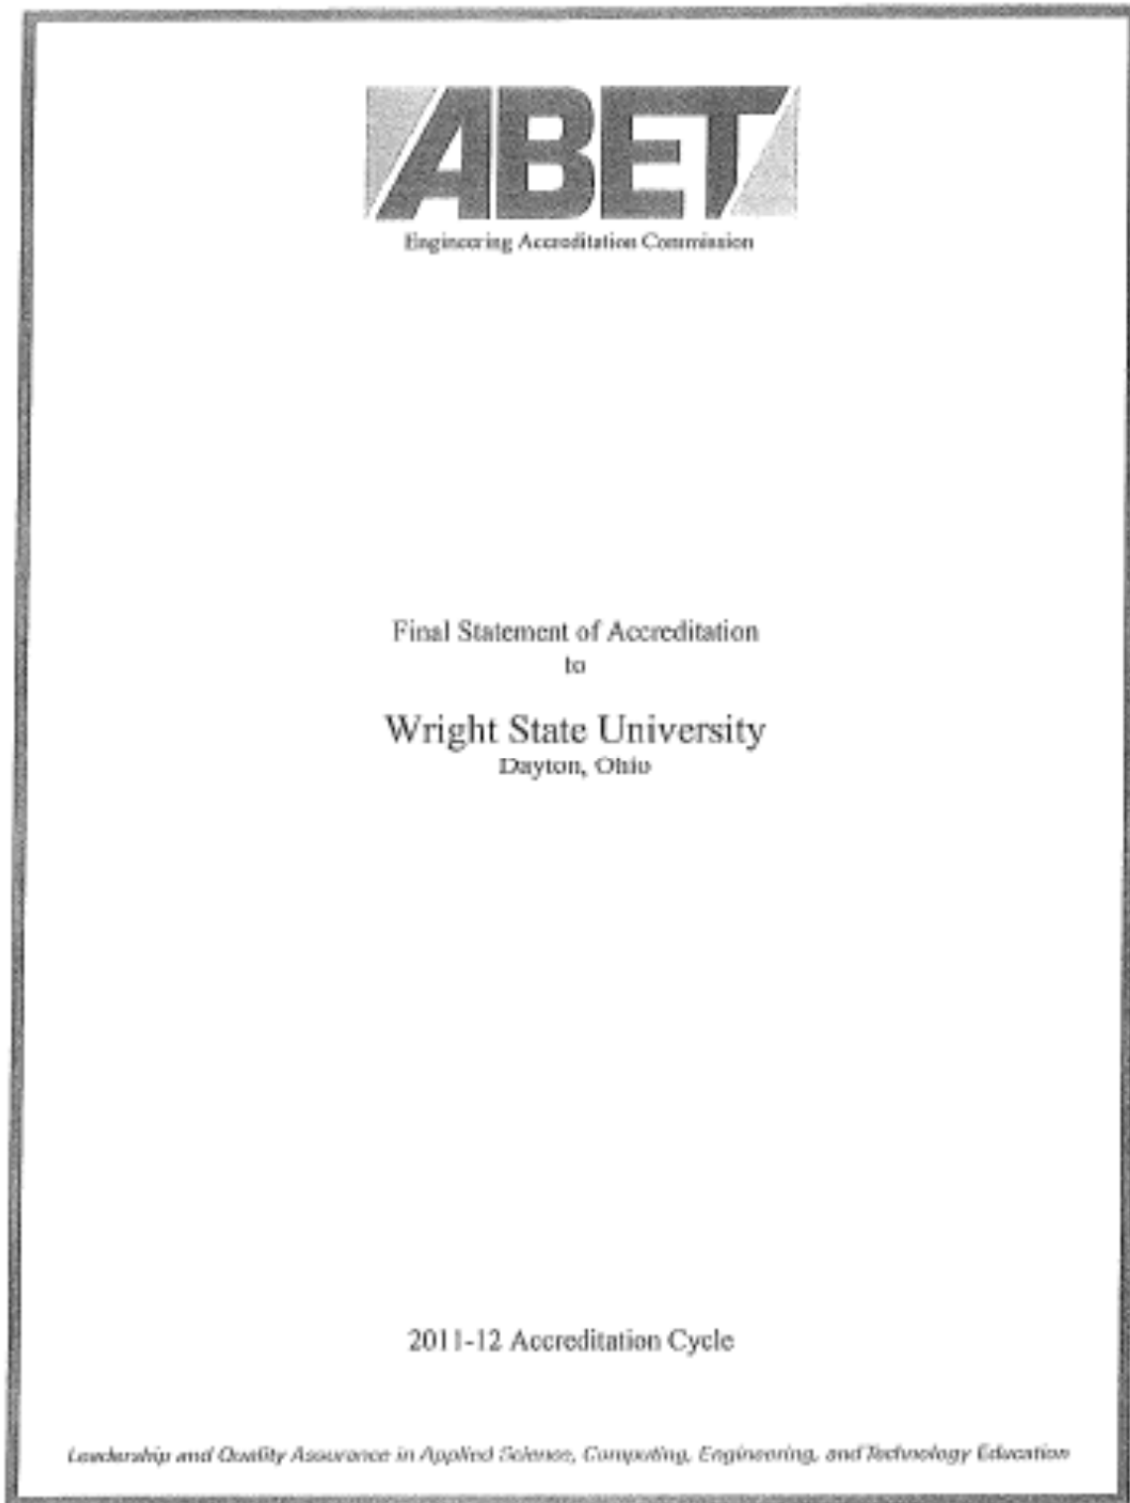 ABET
Engineering Accreditation Commission
Final Statement of Accreditation
to
Wright State University
Dayton, Ohio
2011-12 Accreditation Cycle
Leadership and Quality Assurance in Applied Science, Computing, Engineering, and Technology Education